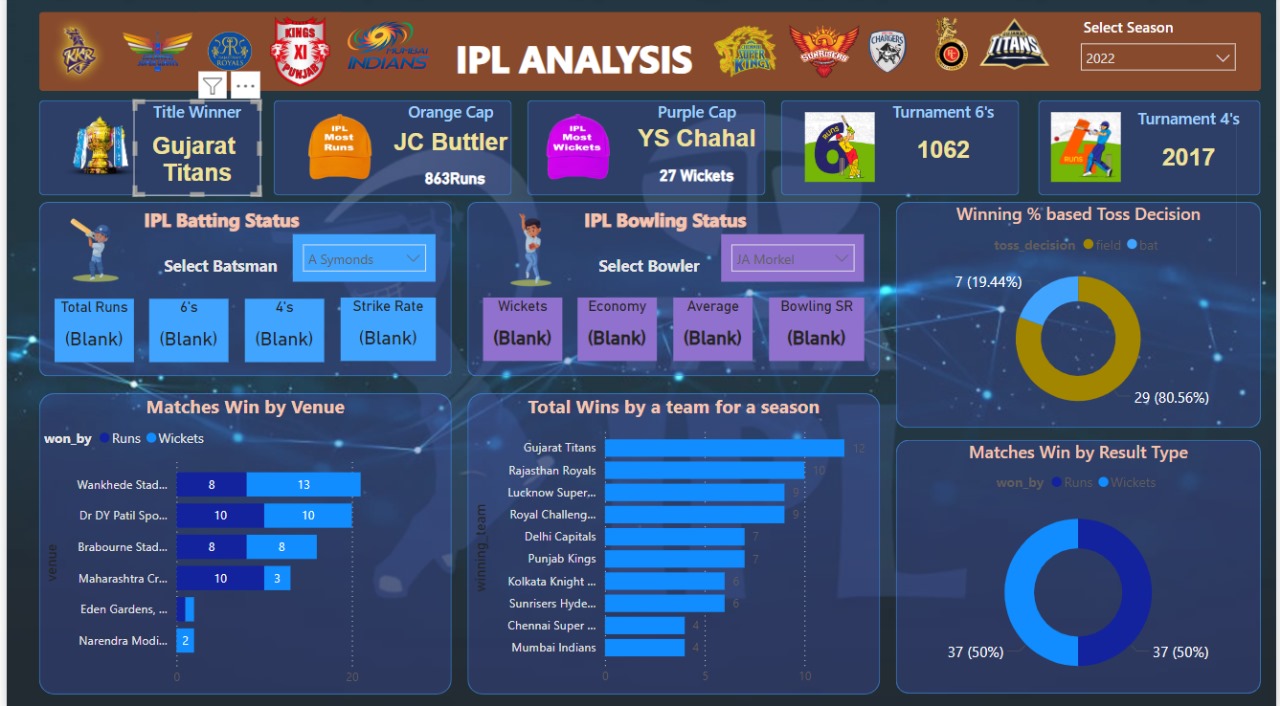 KKR
RR
ROYALS
KINGS
XI
PUNJAB
MUMBAI
INDIANS
IPL ANALYSIS
SUPER
KINGS
SUNRISERS
CHARGERS
TITANS
Select Season
2022
Title Winner
Gujarat
Titans
IPL
Most
Runs
Orange Cap
JC Buttler
863Runs
IPL
Most
Wickets
Purple Cap
YS Chahal
27 Wickets
RUNS
Tournament 6's
1062
4
RUNS
Tournament 4's
2017
IPL Batting Status
Select Batsman
A Symonds
Total Runs
(Blank)
6's
(Blank)
4's
(Blank)
Strike Rate
(Blank)
IPL Bowling Status
Select Bowler
JA Morkel
Wickets
(Blank)
Economy
(Blank)
Average
(Blank)
Bowling SR
(Blank)
Winning % based Toss Decision
toss_decision field bat
7 (19.44%)
29 (80.56%)
Matches Win by Venue
won_by Runs Wickets
venue
Wankhede Stad... 8 13
Dr DY Patil Spo... 10 10
Brabourne Stad... 8 8
Maharashtra Cr... 10 3
Eden Gardens, ...
Narendra Modi... 2
0 20
Total Wins by a team for a season
winning_team
Gujarat Titans 12
Rajasthan Royals 10
Lucknow Super... 9
Royal Challeng... 9
Delhi Capitals 7
Punjab Kings 7
Kolkata Knight ... 6
Sunrisers Hyde... 6
Chennai Super ... 4
Mumbai Indians 4
0 5 10
Matches Win by Result Type
won_by Runs Wickets
37 (50%)
37 (50%)
IPL